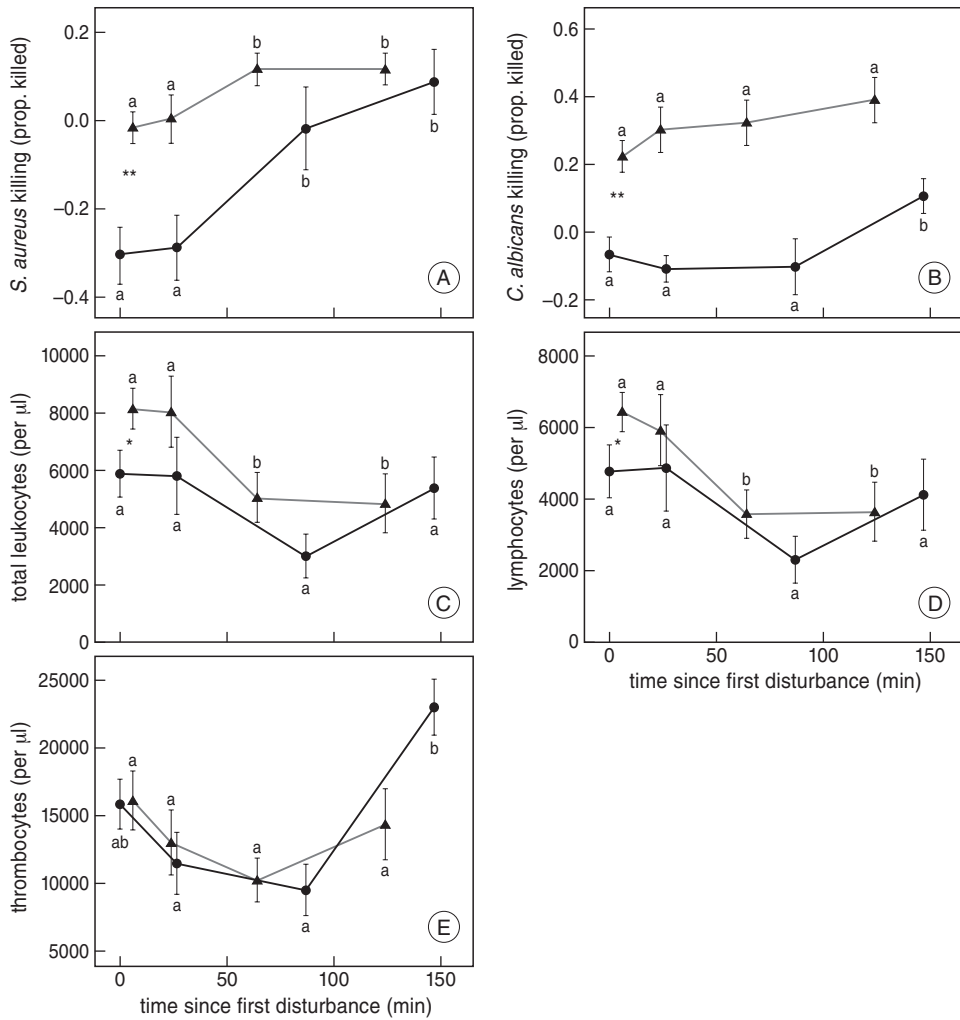 S. aureus killing (prop. killed)
0.2
0.0
–0.2
–0.4
a
a
b
b
**
a
a
b
b
A
C. albicans killing (prop. killed)
0.6
0.4
0.2
0.0
–0.2
a
a
a
a
**
a
a
a
b
B
total leukocytes (per µl)
10000
8000
6000
4000
2000
0
a
a
b
b
*
a
a
a
a
C
lymphocytes (per µl)
8000
6000
4000
2000
0
a
a
b
b
*
a
a
a
a
D
0 50 100 150
time since first disturbance (min)
thrombocytes (per µl)
25000
20000
15000
10000
5000
a
a
a
a
ab
a
a
b
E
0 50 100 150
time since first disturbance (min)